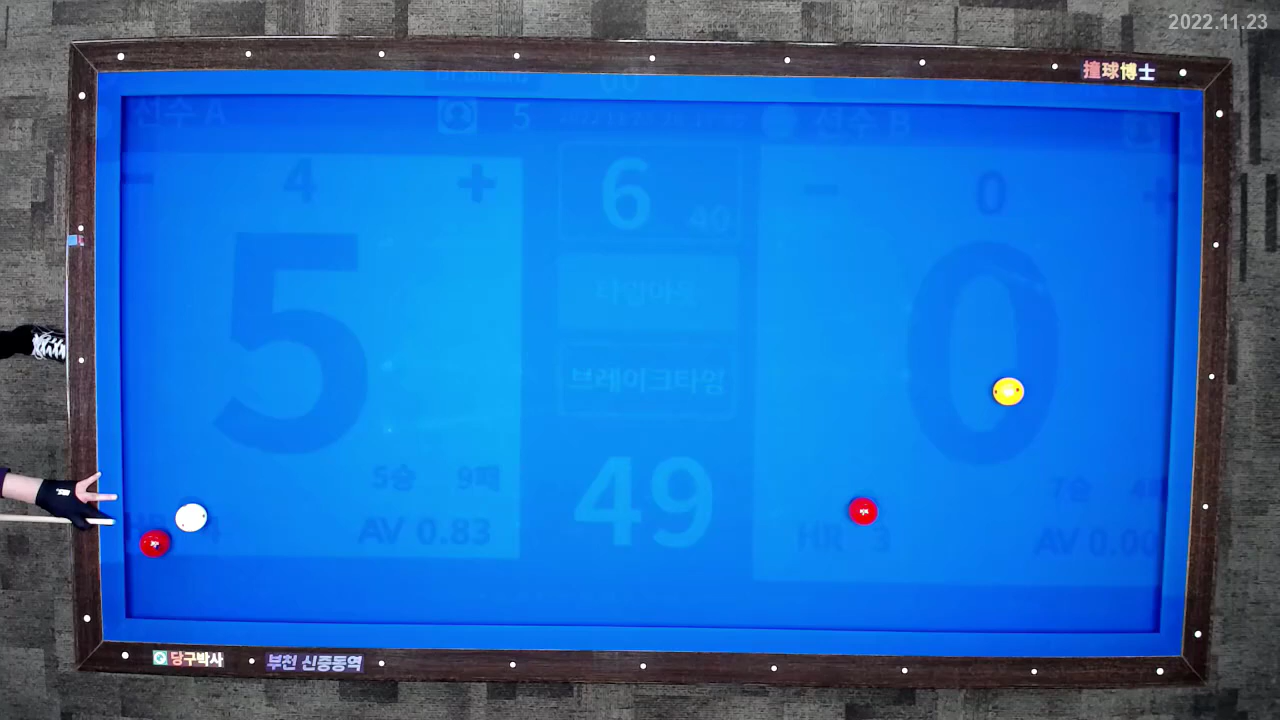 2022.11.23
撞球博士
선수 A
5
선수 B
- 4 +
6 40
- 0 +
5
타임아웃
0
브레이크타임
5승 9패
49
7승
AV 0.83
HR 3
AV 0.00
당구박사
부천 신중동역